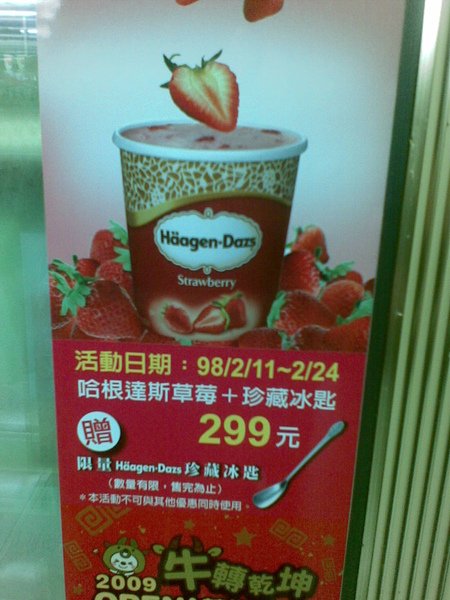 Häagen-Dazs
Strawberry
活動日期：98/2/11~2/24
哈根達斯草莓＋珍藏冰匙
299元
贈
限量 Häagen-Dazs 珍藏冰匙
（數量有限，售完為止）
＊本活動不可與其他優惠同時使用。
2009
牛轉乾坤